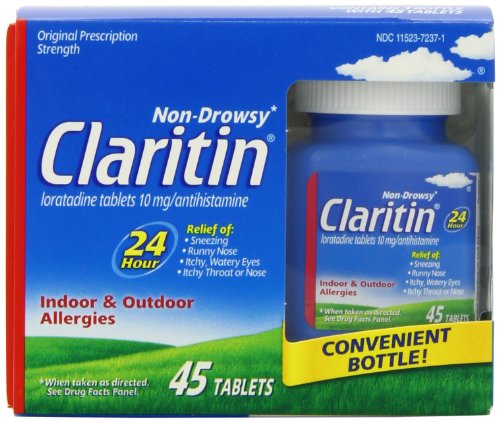 Original Prescription
Strength
NDC 11523-7237-1
WITH 45 TABLETS
Non-Drowsy*
Claritin®
loratadine tablets 10 mg/antihistamine
24
Hour
Relief of:
• Sneezing
• Runny Nose
• Itchy, Watery Eyes
• Itchy Throat or Nose
Indoor & Outdoor
Allergies
*When taken as directed.
See Drug Facts Panel.
45 TABLETS
Non-Drowsy*
Claritin®
24
Hour
loratadine tablets 10 mg/antihistamine
Relief of:
• Sneezing
• Runny Nose
• Itchy, Watery Eyes
• Itchy Throat or Nose
Indoor & Outdoor
Allergies
*When taken as directed.
See Drug Facts Panel.
45 TABLETS
CONVENIENT
BOTTLE!